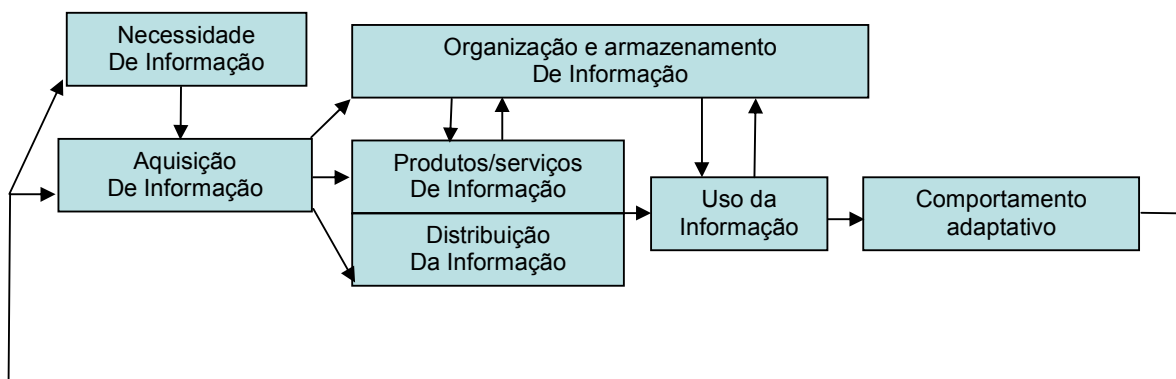 Necessidade
De Informação
Organização e armazenamento
De Informação
Aquisição
De Informação
Produtos/serviços
De Informação
Distribuição
Da Informação
Uso da
Informação
Comportamento
adaptativo